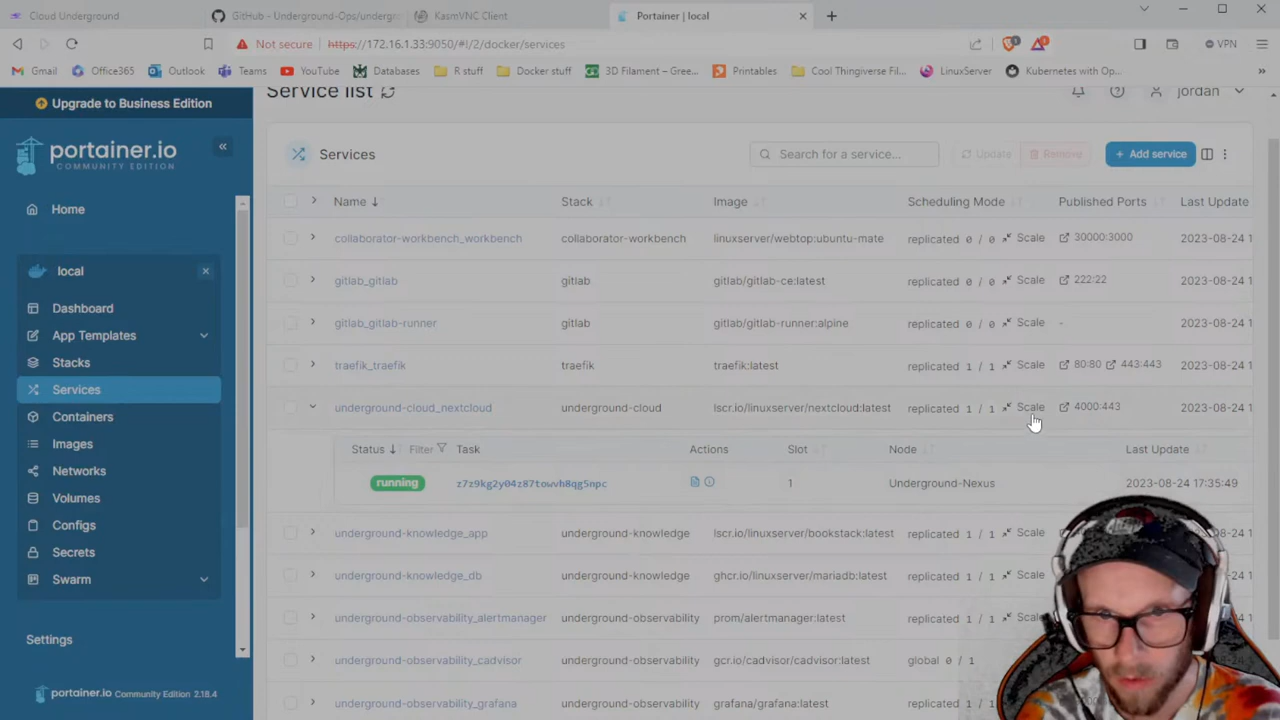 Cloud Underground
GitHub - Underground-Ops/undergr
KasmVNC Client
Portainer | local
Not secure
https://172.16.1.33:9050/#!/2/docker/services
1
VPN
Gmail
Office365
Outlook
Teams
YouTube
Databases
R stuff
Docker stuff
3D Filament – Gree...
Printables
Cool Thingiverse Fil...
LinuxServer
Kubernetes with Op...
Upgrade to Business Edition
portainer.io
COMMUNITY EDITION
Home
local
Dashboard
App Templates
Stacks
Services
Containers
Images
Networks
Volumes
Configs
Secrets
Swarm
Settings
portainer.io Community Edition 2.18.4
Service list
jordan
Services
Search for a service...
Update
Remove
+ Add service
Name Stack Image Scheduling Mode Published Ports Last Update
collaborator-workbench_workbench collaborator-workbench linuxserver/webtop:ubuntu-mate replicated 0 / 0 Scale 30000:3000 2023-08-24 1
gitlab_gitlab gitlab gitlab/gitlab-ce:latest replicated 0 / 0 Scale 222:22 2023-08-24 1
gitlab_gitlab-runner gitlab gitlab/gitlab-runner:alpine replicated 0 / 0 Scale - 2023-08-24 1
traefik_traefik traefik traefik:latest replicated 1 / 1 Scale 80:80 443:443 2023-08-24 1
underground-cloud_nextcloud underground-cloud lscr.io/linuxserver/nextcloud:latest replicated 1 / 1 Scale 4000:443 2023-08-24 1
Status Filter Task Actions Slot Node Last Update
running z7z9kg2y04z87towvh8qg5npc 1 Underground-Nexus 2023-08-24 17:35:49
underground-knowledge_app underground-knowledge lscr.io/linuxserver/bookstack:latest replicated 1 / 1 Scale
underground-knowledge_db underground-knowledge ghcr.io/linuxserver/mariadb:latest replicated 1 / 1 Scale
underground-observability_alertmanager underground-observability prom/alertmanager:latest replicated 1 / 1 Scale
underground-observability_cadvisor underground-observability gcr.io/cadvisor/cadvisor:latest global 0 / 1
underground-observability_grafana underground-observability grafana/grafana:latest replicated 1 / 1